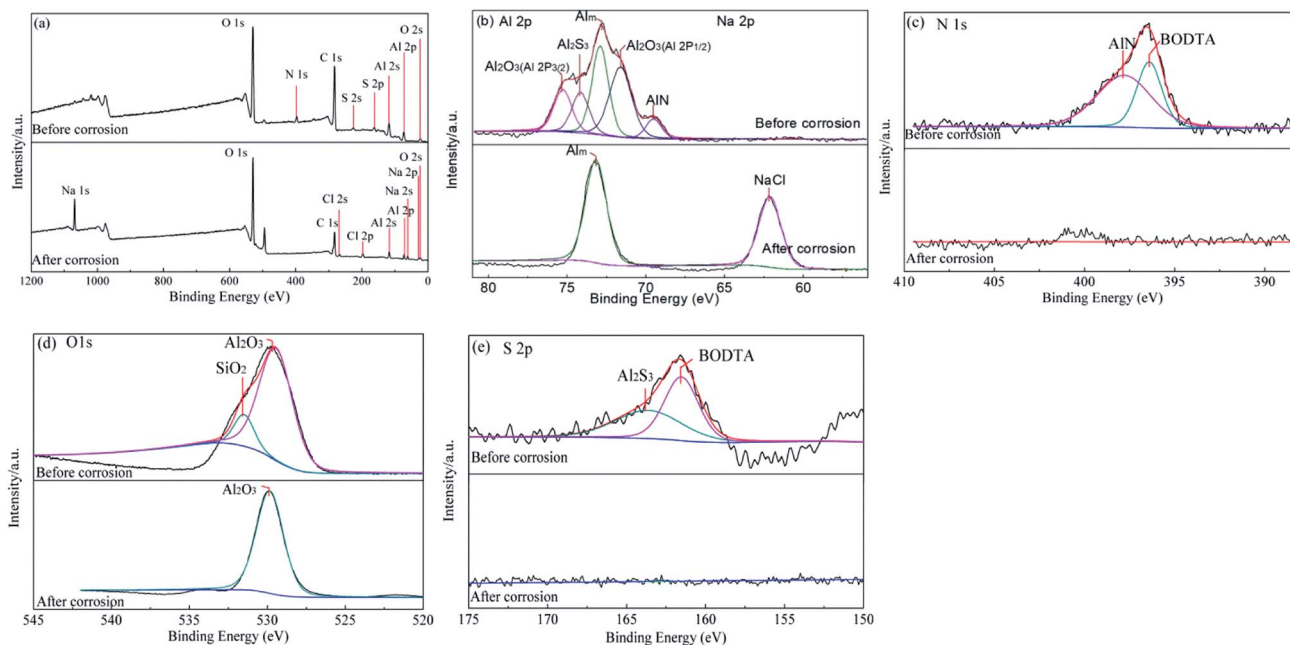 (a)
O 1s
N 1s
C 1s
S 2s
S 2p
Al 2s
Al 2p
O 2s
Before corrosion
Na 1s
O 1s
Cl 2s
C 1s
Cl 2p
Al 2s
Al 2p
Na 2s
Na 2p
O 2s
After corrosion
Intensity/a.u.
1200 1000 800 600 400 200 0
Binding Energy (eV)
(b) Al 2p Na 2p
Alm
Al2S3
Al2O3(Al 2P1/2)
Al2O3(Al 2P3/2)
AlN
Before corrosion
Alm
NaCl
After corrosion
Intensity/a.u.
80 75 70 65 60
Binding Energy (eV)
(c) N 1s
AlN
BODTA
Before corrosion
After corrosion
Intensity/a.u.
410 405 400 395 390
Binding Energy (eV)
(d) O1s
Al2O3
SiO2
Before corrosion
Al2O3
After corrosion
Intensity/a.u.
545 540 535 530 525 520
Binding Energy (eV)
(e) S 2p
Al2S3
BODTA
Before corrosion
After corrosion
Intensity/a.u.
175 170 165 160 155 150
Binding Energy (eV)